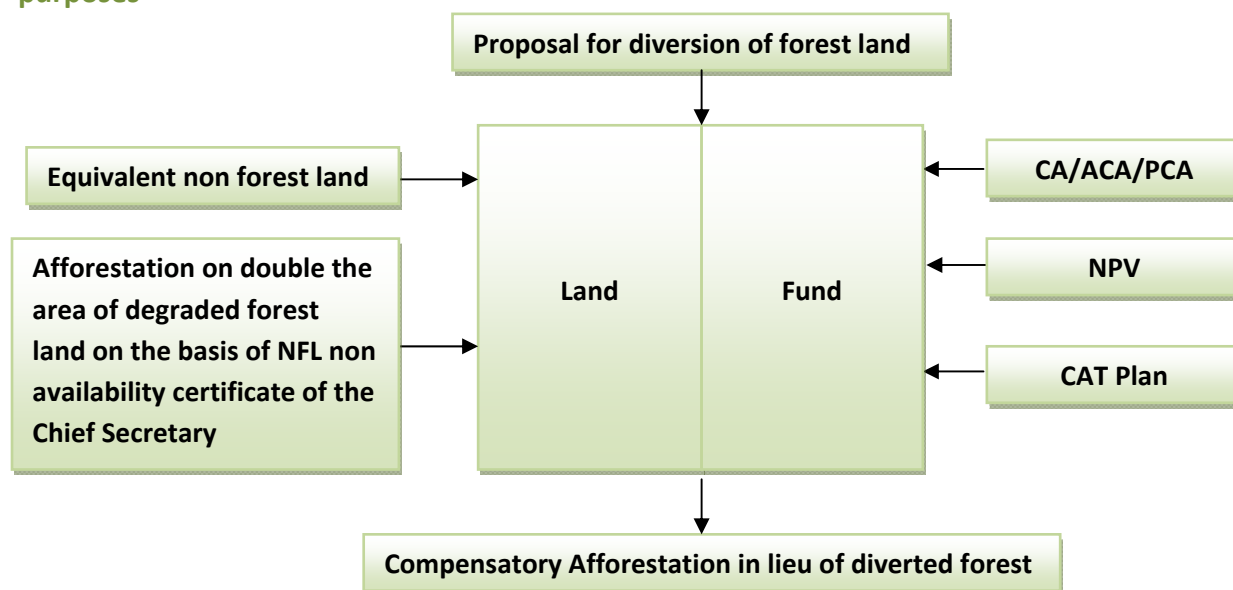 purposes
Proposal for diversion of forest land
Equivalent non forest land
Afforestation on double the
area of degraded forest
land on the basis of NFL non
availability certificate of the
Chief Secretary
Land
Fund
CA/ACA/PCA
NPV
CAT Plan
Compensatory Afforestation in lieu of diverted forest